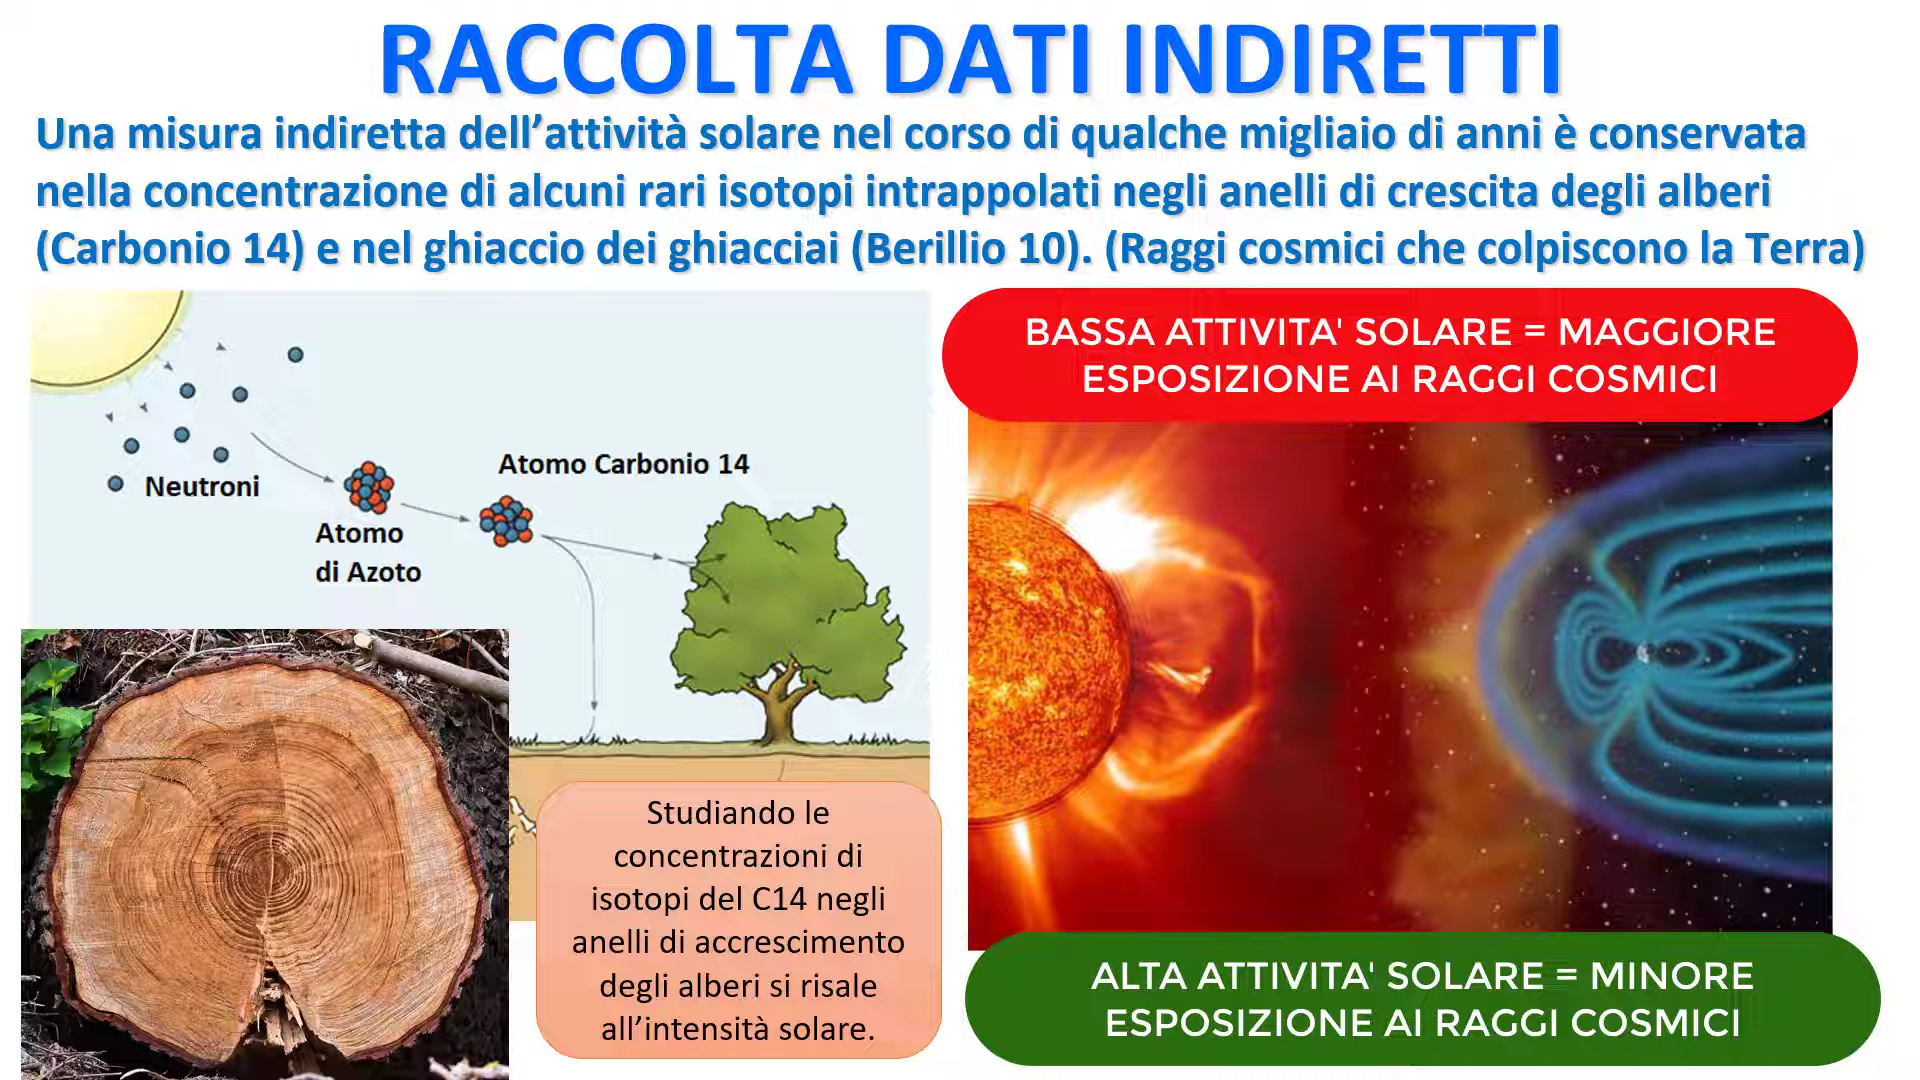 RACCOLTA DATI INDIRETTI
Una misura indiretta dell’attività solare nel corso di qualche migliaio di anni è conservata
nella concentrazione di alcuni rari isotopi intrappolati negli anelli di crescita degli alberi
(Carbonio 14) e nel ghiaccio dei ghiacciai (Berillio 10). (Raggi cosmici che colpiscono la Terra)
BASSA ATTIVITA' SOLARE = MAGGIORE
ESPOSIZIONE AI RAGGI COSMICI
Neutroni
Atomo
di Azoto
Atomo Carbonio 14
Studiando le
concentrazioni di
isotopi del C14 negli
anelli di accrescimento
degli alberi si risale
all’intensità solare.
ALTA ATTIVITA' SOLARE = MINORE
ESPOSIZIONE AI RAGGI COSMICI